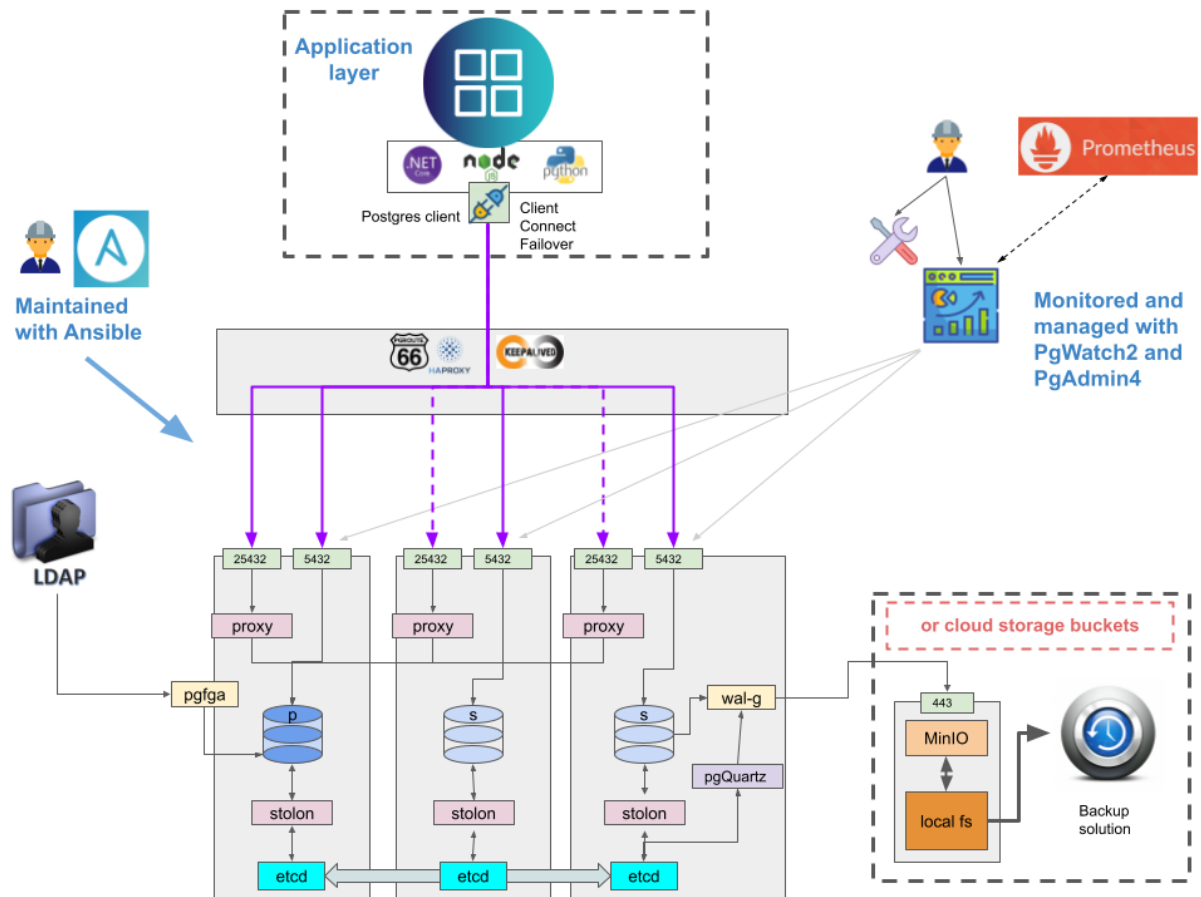 Application
layer
.NET
Core
node
JS
python
Postgres client
Client
Connect
Failover
Prometheus
Maintained
with Ansible
Monitored and
managed with
PgWatch2 and
PgAdmin4
PGROUTE
66
HAPROXY
KEEPALIVED
LDAP
25432
5432
25432
5432
25432
5432
proxy
proxy
proxy
pgfga
p
s
s
wal-g
pgQuartz
stolon
stolon
stolon
etcd
etcd
etcd
or cloud storage buckets
443
MinIO
local fs
Backup
solution